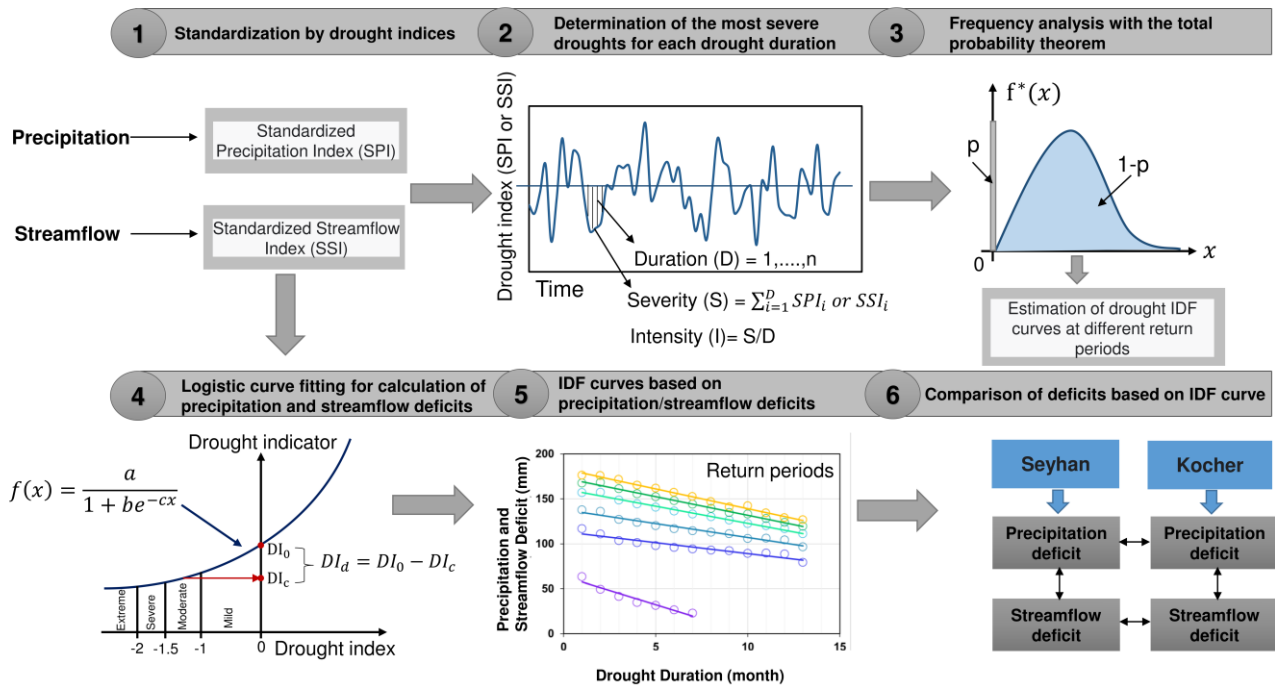 1
Standardization by drought indices
2
Determination of the most severe
droughts for each drought duration
3
Frequency analysis with the total
probability theorem
Precipitation
Standardized
Precipitation Index (SPI)
Streamflow
Standardized Streamflow
Index (SSI)
Drought index (SPI or SSI)
Time
Duration (D) = 1,....,n
Severity (S) = ∑_{i=1}^{D} SPI_i or SSI_i
Intensity (I)= S/D
f*(x)
p
1-p
0
x
Estimation of drought IDF
curves at different return
periods
4
Logistic curve fitting for calculation of
precipitation and streamflow deficits
5
IDF curves based on
precipitation/streamflow deficits
6
Comparison of deficits based on IDF curve
Drought indicator
f(x) = a / (1 + be^{-cx})
DI_0
DI_c
DI_d = DI_0 − DI_c
Extreme
Severe
Moderate
Mild
-2
-1.5
-1
0
Drought index
Precipitation and
Streamflow Deficit (mm)
200
150
100
50
0
Return periods
0
5
10
15
Drought Duration (month)
Seyhan
Kocher
Precipitation
deficit
Precipitation
deficit
Streamflow
deficit
Streamflow
deficit